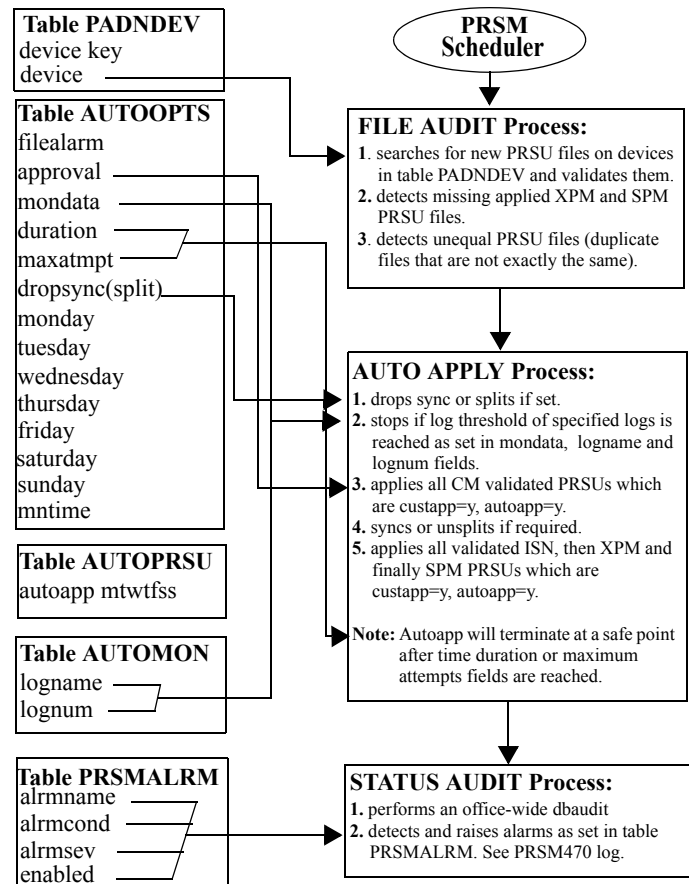 Table PADNDEV
device key
device
Table AUTOOPTS
filealarm
approval
mondata
duration
maxatmpt
dropsync(split)
monday
tuesday
wednesday
thursday
friday
saturday
sunday
mntime
Table AUTOPRSU
autoapp mtwtfss
Table AUTOMON
logname
lognum
Table PRSMALRM
alrmname
alrmcond
alrmsev
enabled
PRSM
Scheduler
FILE AUDIT Process:
1. searches for new PRSU files on devices
in table PADNDEV and validates them.
2. detects missing applied XPM and SPM
PRSU files.
3. detects unequal PRSU files (duplicate
files that are not exactly the same).
AUTO APPLY Process:
1. drops sync or splits if set.
2. stops if log threshold of specified logs is
reached as set in mondata, logname and
lognum fields.
3. applies all CM validated PRSUs which
are custapp=y, autoapp=y.
4. syncs or unsplits if required.
5. applies all validated ISN, then XPM and
finally SPM PRSUs which are
custapp=y, autoapp=y.
Note: Autoapp will terminate at a safe point
after time duration or maximum
attempts fields are reached.
STATUS AUDIT Process:
1. performs an office-wide dbaudit
2. detects and raises alarms as set in table
PRSMALRM. See PRSM470 log.